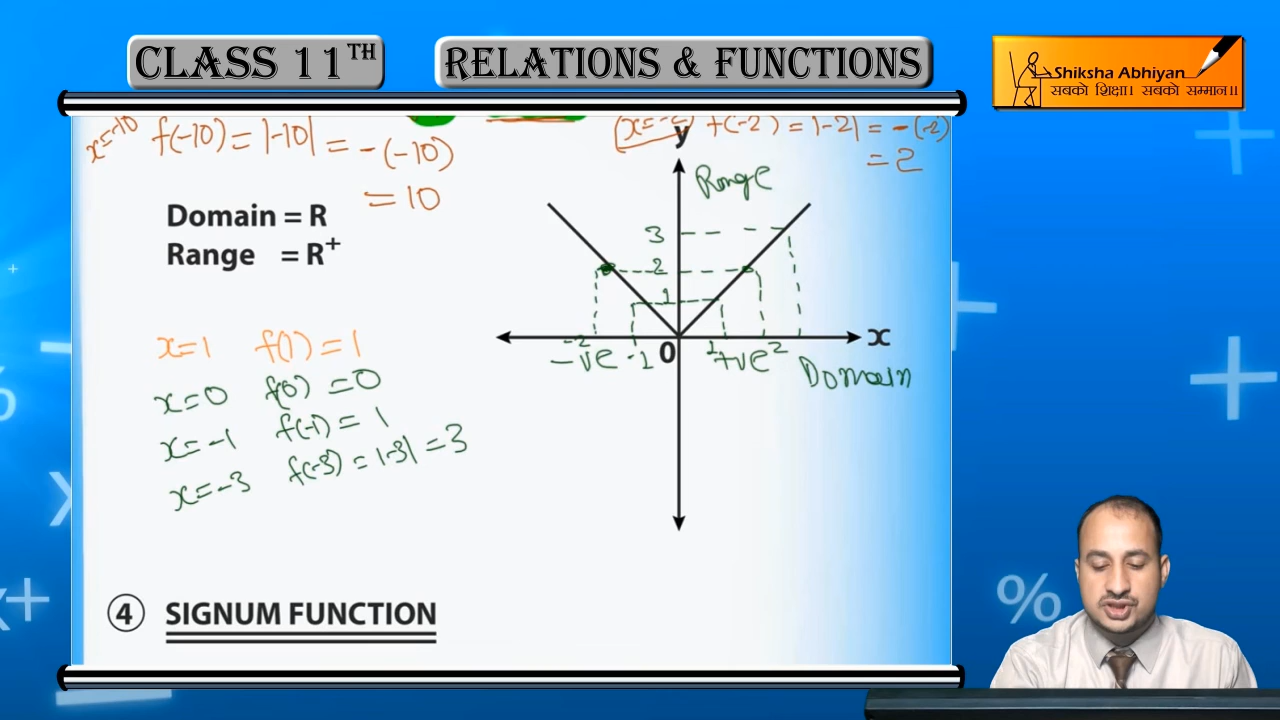 CLASS 11TH
RELATIONS & FUNCTIONS
Shiksha Abhiyan
सबको शिक्षा। सबको सम्मान।।
x=-10 f(-10) = |-10| = -(-10)
= 10
f(-2) = |-2| = -(-2)
= 2
Domain = R
Range = R+
x=1 f(1) = 1
x=0 f(0) = 0
x=-1 f(-1) = 1
x=-3 f(-3) = |-3| = 3
y
Range
3
2
1
-2 -1 0 1 2 x
-ve +ve Domain
4 SIGNUM FUNCTION